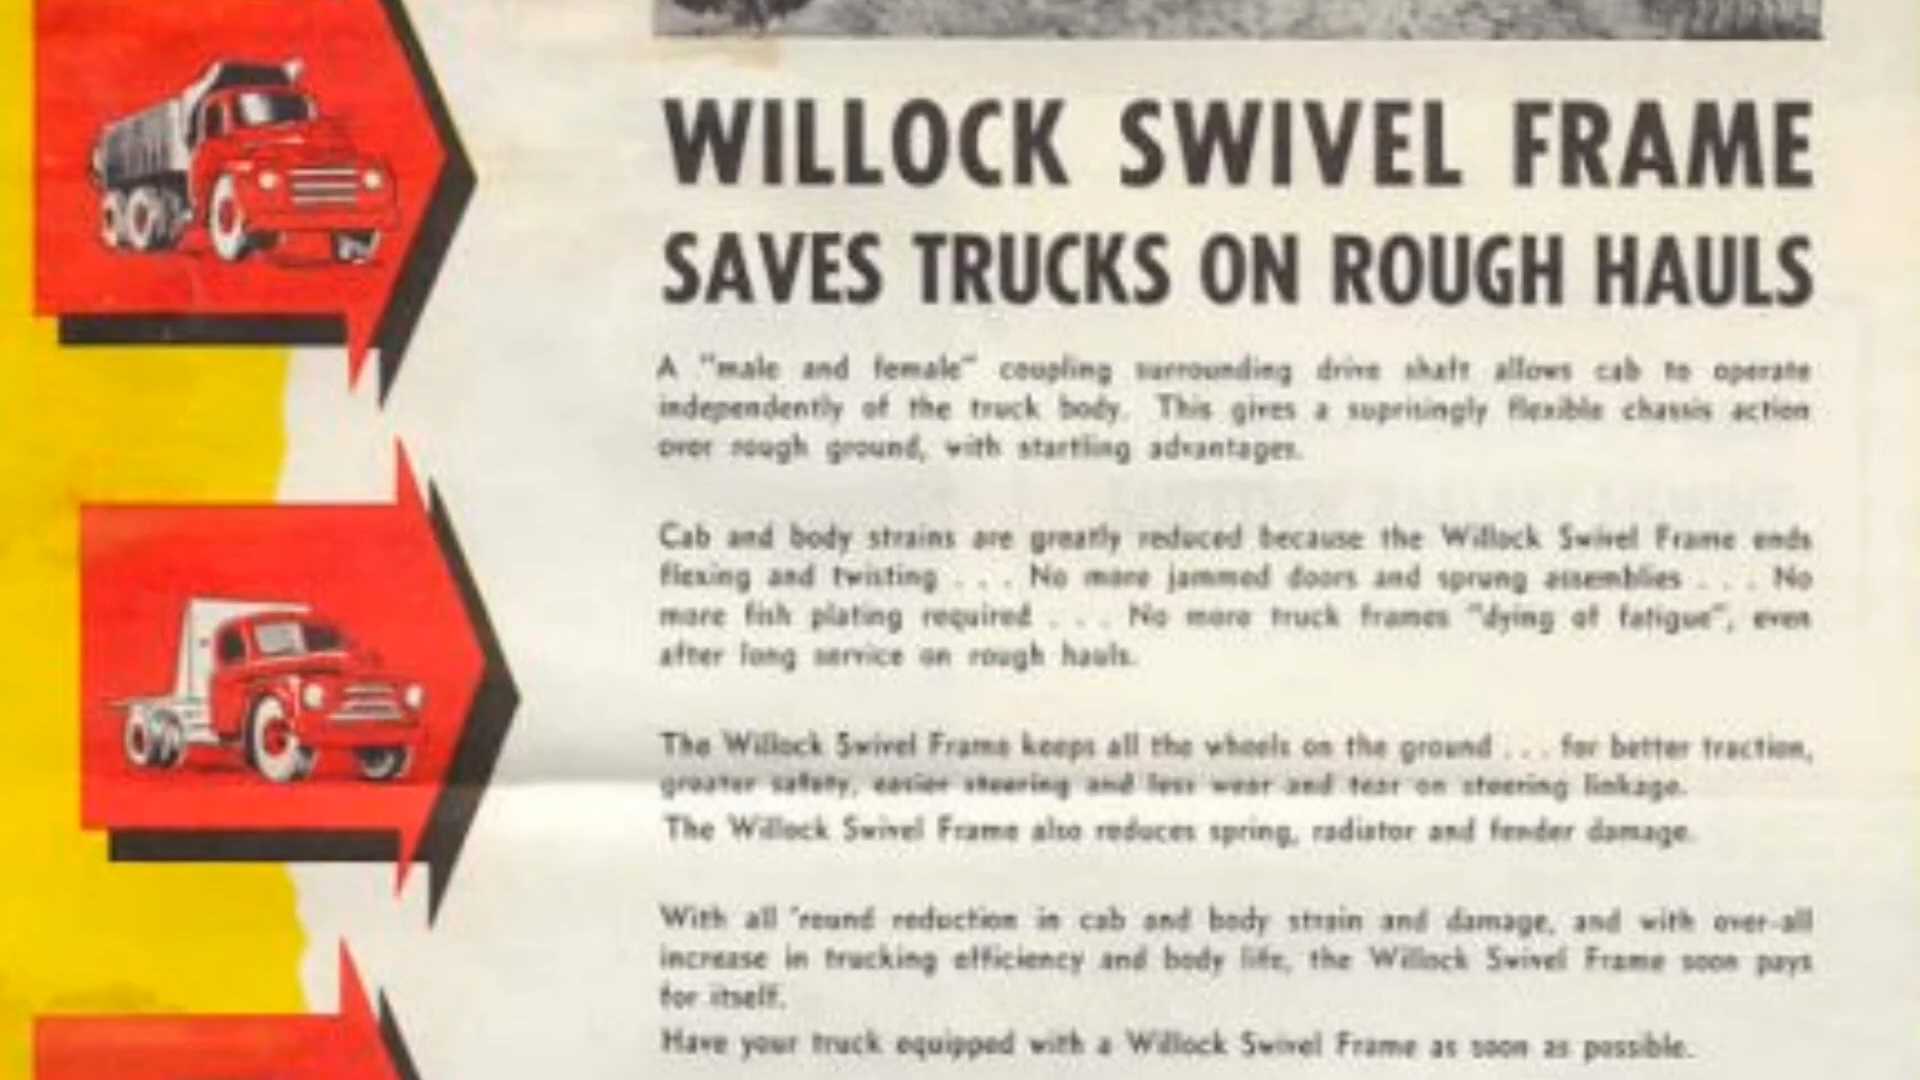 WILLOCK SWIVEL FRAME
SAVES TRUCKS ON ROUGH HAULS
A "male and female" coupling surrounding drive shaft allows cab to operate
independently of the truck body. This gives a suprisingly flexible chassis action
over rough ground, with startling advantages.
Cab and body strains are greatly reduced because the Willock Swivel Frame ends
flexing and twisting . . . No more jammed doors and sprung assemblies . . . No
more fish plating required . . . No more truck frames "dying of fatigue", even
after long service on rough hauls.
The Willock Swivel Frame keeps all the wheels on the ground . . . for better traction,
greater safety, easier steering and less wear and tear on steering linkage.
The Willock Swivel Frame also reduces spring, radiator and fender damage.
With all 'round reduction in cab and body strain and damage, and with over-all
increase in trucking efficiency and body life, the Willock Swivel Frame soon pays
for itself.
Have your truck equipped with a Willock Swivel Frame as soon as possible.